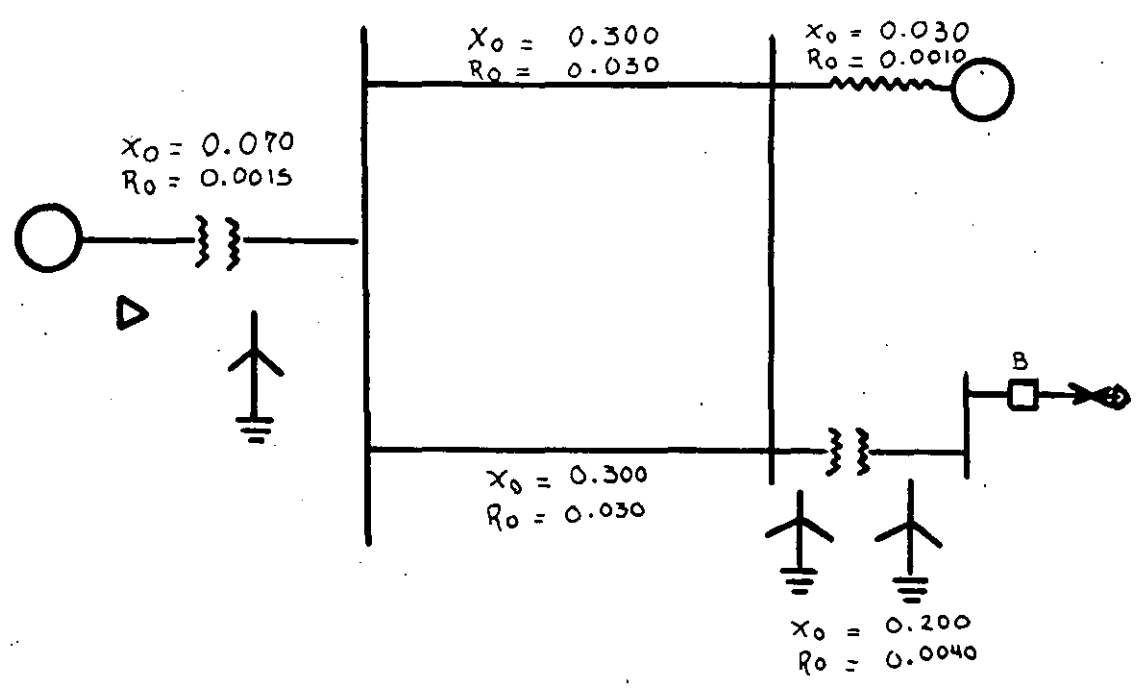 X0 = 0.300
R0 = 0.030
X0 = 0.030
R0 = 0.0010
X0 = 0.070
R0 = 0.0015
B
X0 = 0.300
R0 = 0.030
X0 = 0.200
R0 = 0.0040